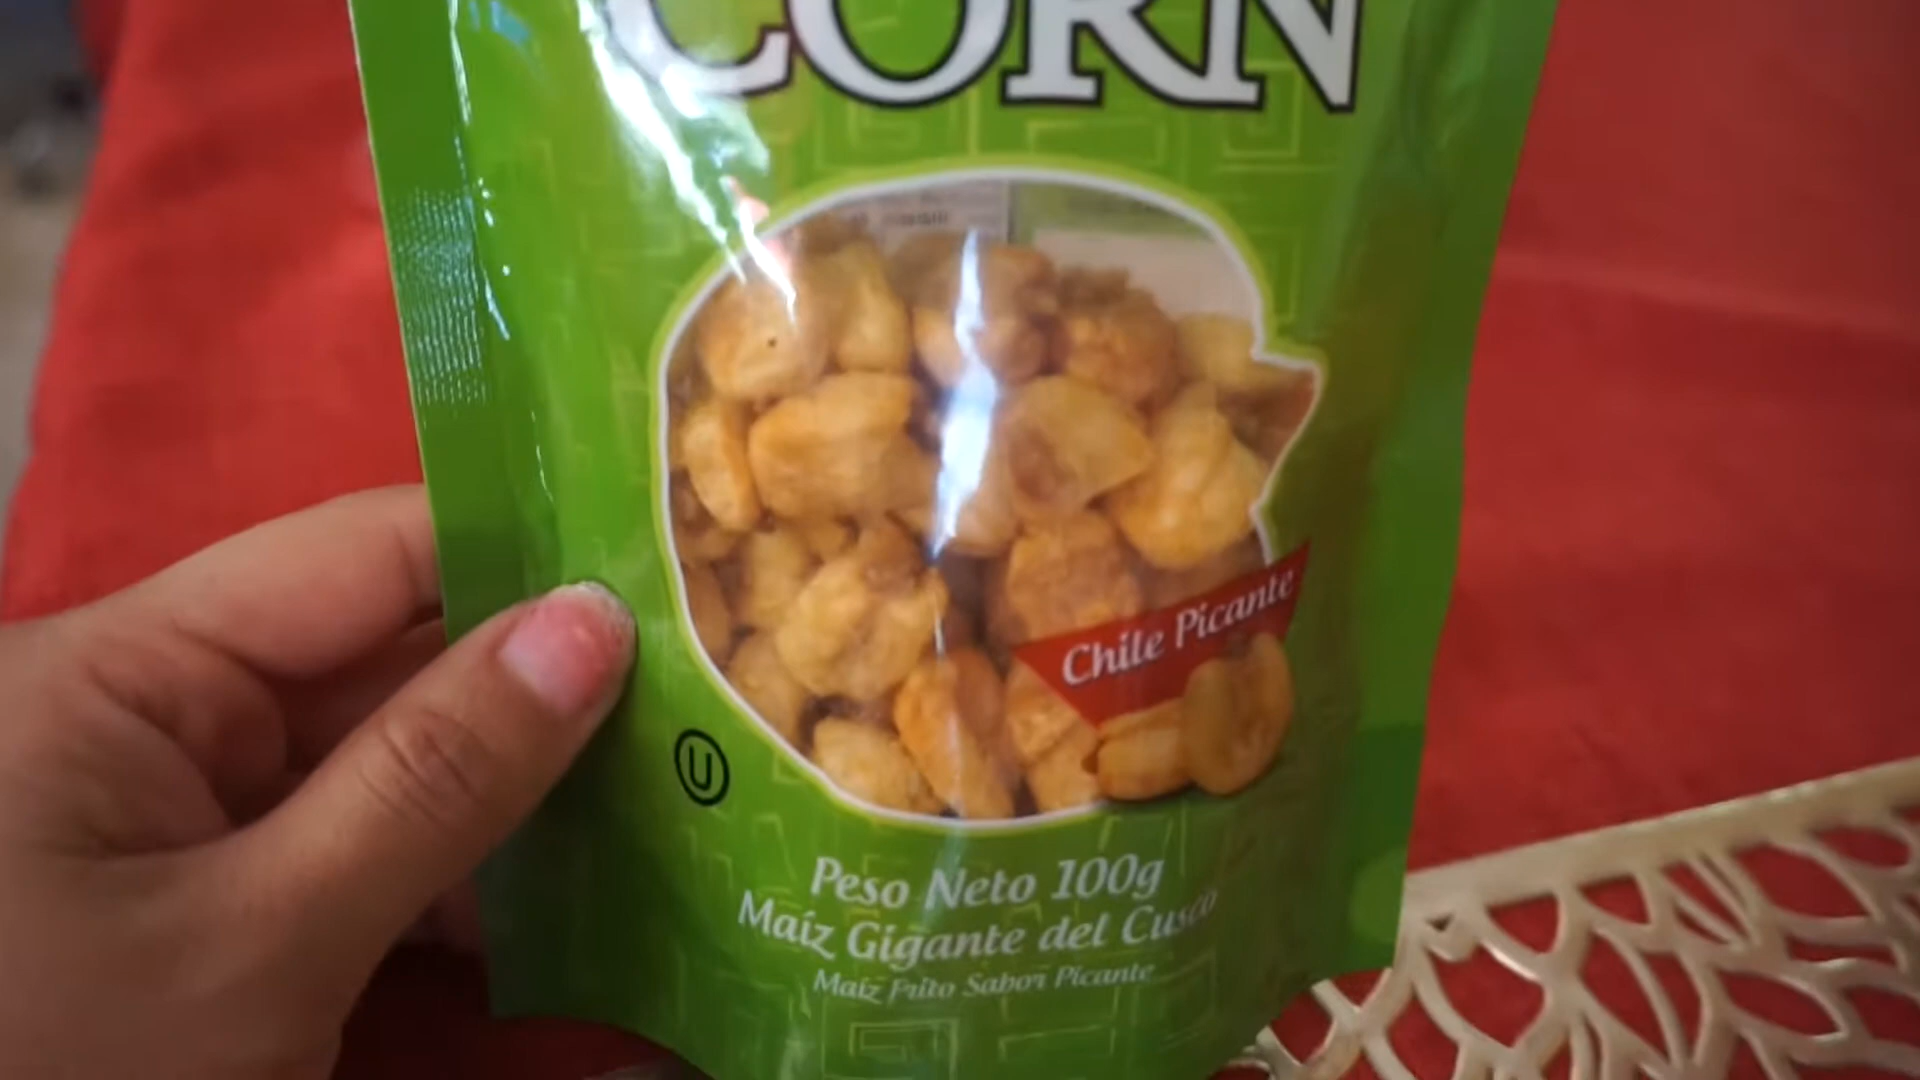 CORN
Chile Picante
U
Peso Neto 100g
Maíz Gigante del Cusco
Maíz Frito Sabor Picante